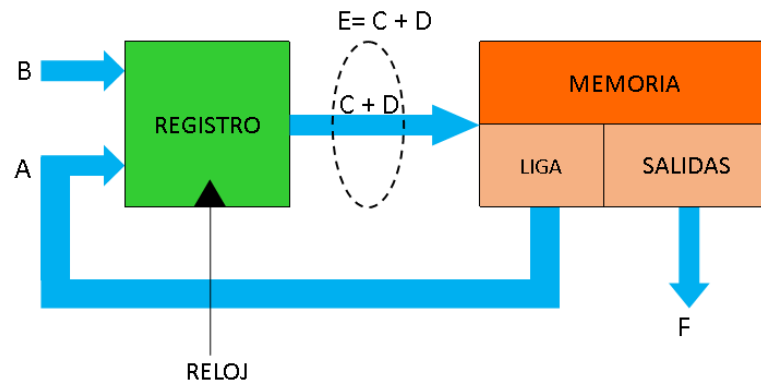 E= C + D
B
C + D
REGISTRO
MEMORIA
A
LIGA
SALIDAS
F
RELOJ